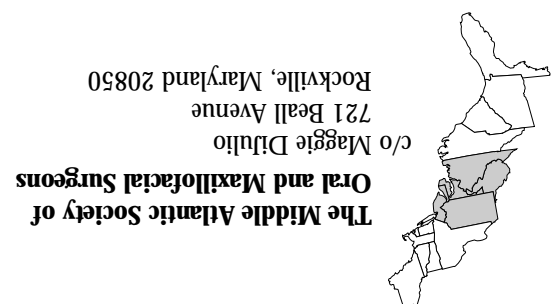 The Middle Atlantic Society of
Oral and Maxillofacial Surgeons
c/o Maggie DiJulio
721 Beall Avenue
Rockville, Maryland 20850